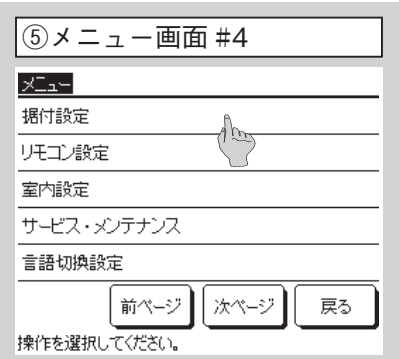 ⑤メニュー画面 #4
メニュー
据付設定
リモコン設定
室内設定
サービス・メンテナンス
言語切換設定
前ページ 次ページ 戻る
操作を選択してください。